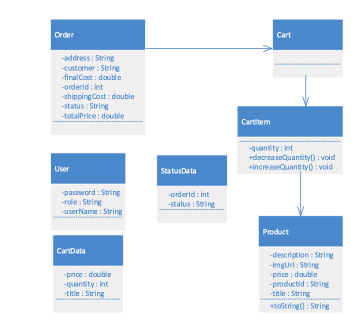 Order
-address : String
-customer : String
-finalCost : double
-orderId : int
-shippingCost : double
-status : String
-totalPrice : double
Cart
CartItem
-quantity : int
+decreaseQuantity() : void
+increaseQuantity() : void
User
-password : String
-role : String
-userName : String
StatusData
-orderId : int
-status : String
Product
-description : String
-imgUrl : String
-price : double
-productId : String
-title : String
+toString() : String
CartData
-price : double
-quantity : int
-title : String